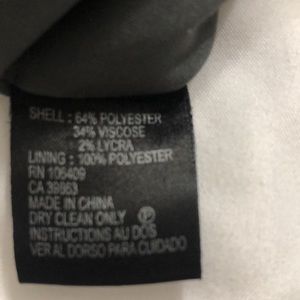 SHELL : 64% POLYESTER
34% VISCOSE
2% LYCRA
LINING : 100% POLYESTER
RN 106409
CA 39863
MADE IN CHINA
DRY CLEAN ONLY Ⓟ
INSTRUCTIONS AU DOS
VER AL DORSO PARA CUIDADO